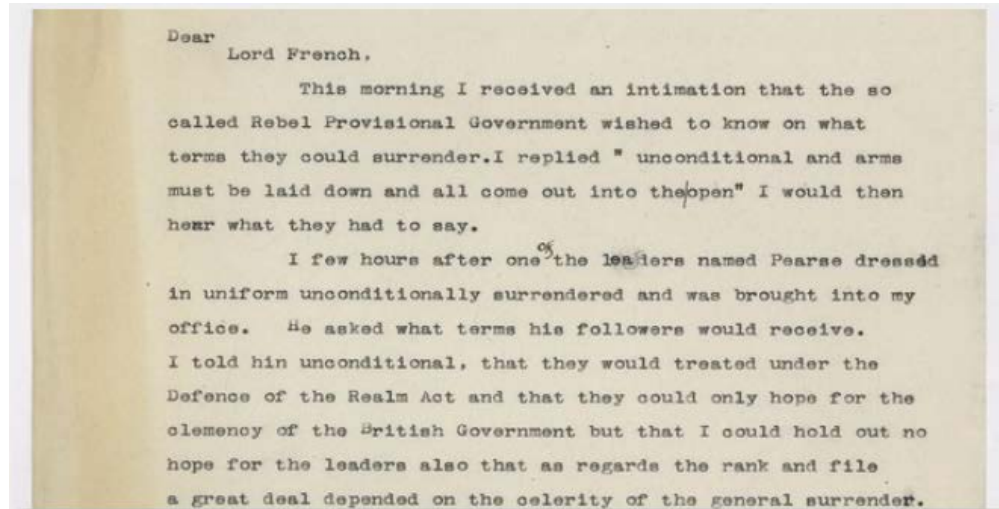 Dear
Lord French,
This morning I received an intimation that the so
called Rebel Provisional Government wished to know on what
terms they could surrender.I replied " unconditional and arms
must be laid down and all come out into the|open" I would then
hear what they had to say.
I few hours after one of the leaders named Pearse dressed
in uniform unconditionally surrendered and was brought into my
office. He asked what terms his followers would receive.
I told hin unconditional, that they would treated under the
Defence of the Realm Act and that they could only hope for the
clemency of the British Government but that I could hold out no
hope for the leaders also that as regards the rank and file
a great deal depended on the celerity of the general surrender.